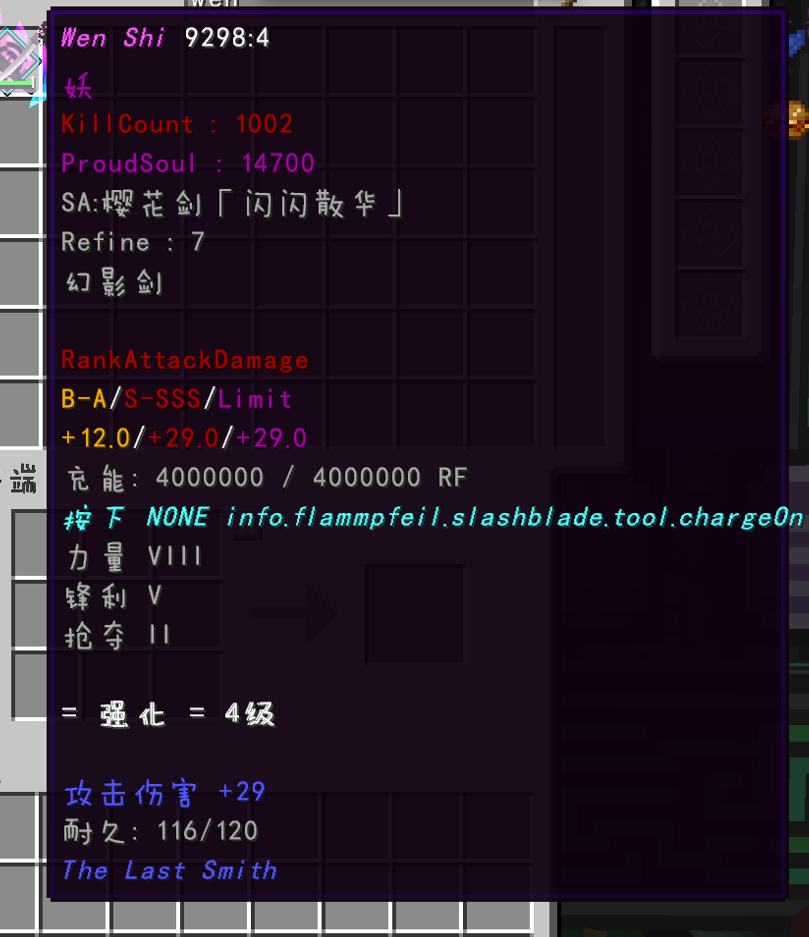 Wen Shi 9298:4
妖
KillCount : 1002
ProudSoul : 14700
SA:樱花剑「闪闪散华」
Refine : 7
幻影剑
RankAttackDamage
B-A/S-SSS/Limit
+12.0/+29.0/+29.0
端
充能: 4000000 / 4000000 RF
按下 NONE info.flammpfeil.slashblade.tool.chargeOn
力量 VIII
锋利 V
抢夺 II
= 强化 = 4级
攻击伤害 +29
耐久: 116/120
The Last Smith